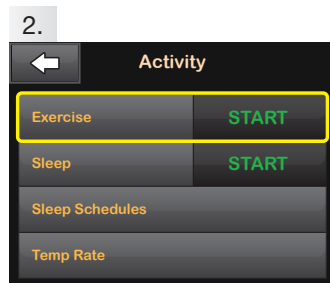 2.
Activity
Exercise START
Sleep START
Sleep Schedules
Temp Rate